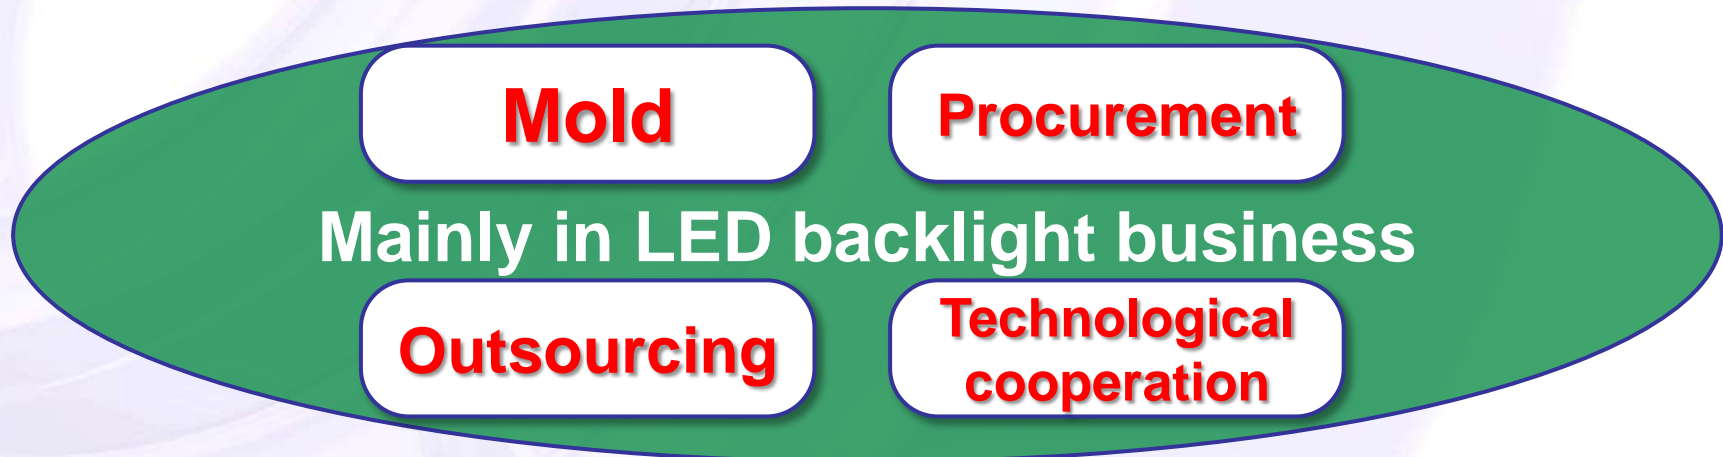 Mold
Procurement
Mainly in LED backlight business
Outsourcing
Technological
cooperation